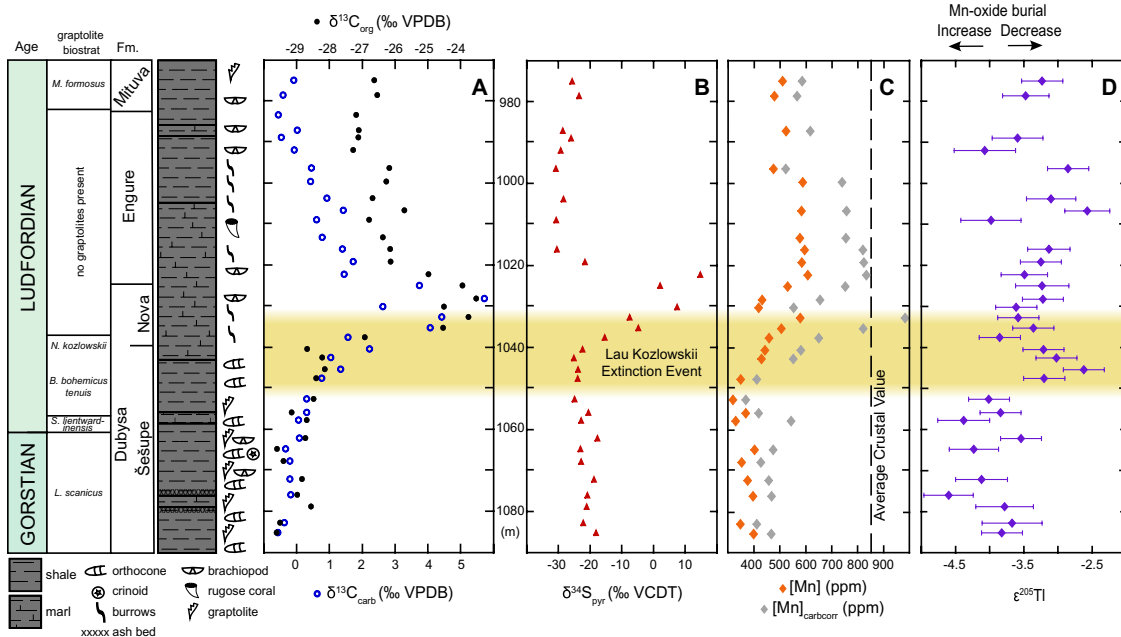 Mn-oxide burial
Increase Decrease
δ¹³Corg (‰ VPDB)
Age
graptolite
biostrat
Fm.
-29 -28 -27 -26 -25 -24
A
B
C
D
M. formosus
Mituva
no graptolites present
Engure
LUDFORDIAN
Nova
N. kozlowskii
B. bohemicus
tenuis
S. ljentward-
inensis
Dubysa
Šešupe
GORSTIAN
L. scanicus
980
1000
1020
1040
1060
1080
(m)
Lau Kozlowskii
Extinction Event
Average Crustal Value
0 1 2 3 4 5
-30 -20 -10 0 10
400 500 600 700 800 900
-4.5 -3.5 -2.5
δ¹³Ccarb (‰ VPDB)
δ³⁴Spyr (‰ VCDT)
[Mn] (ppm)
[Mn]carbcorr (ppm)
ε²⁰⁵Tl
shale
marl
orthocone
crinoid
burrows
xxxxx ash bed
brachiopod
rugose coral
graptolite